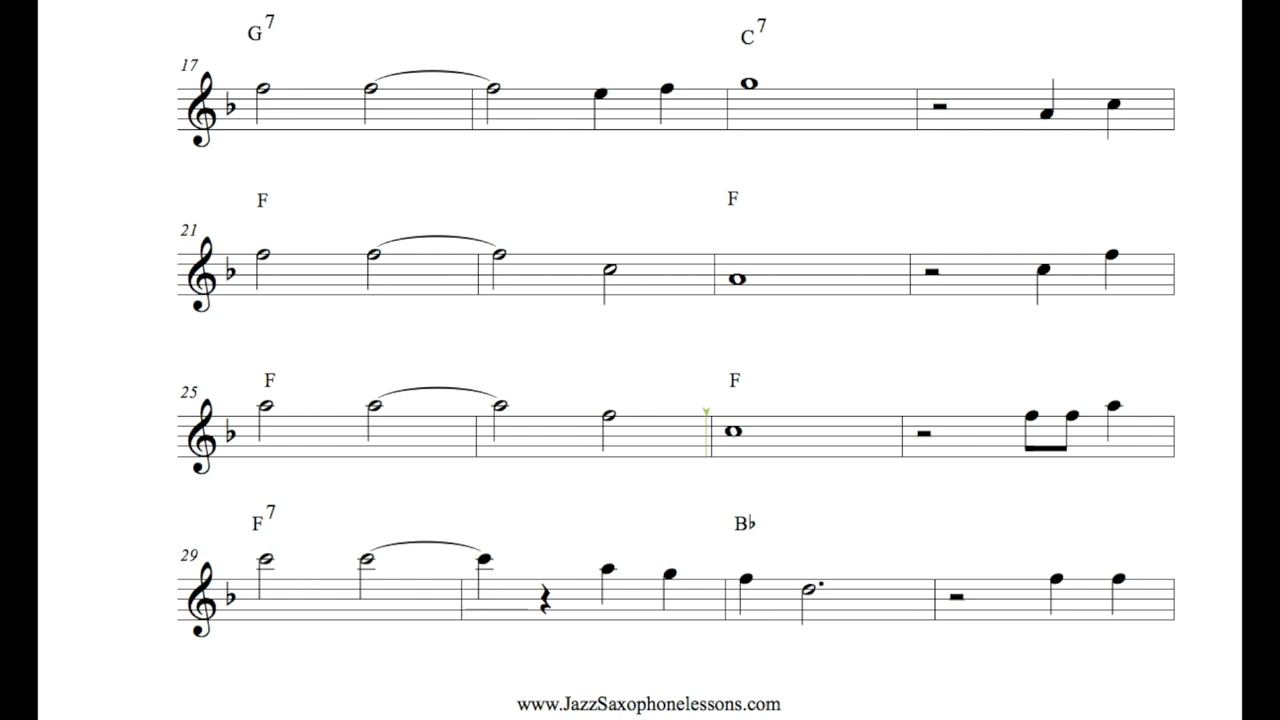 G7 C7
17
F F
21
F F
25
F7 B♭
29
www.JazzSaxophonelessons.com